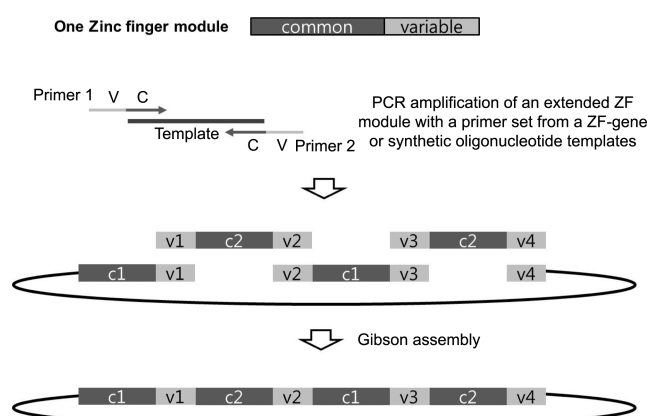 One Zinc finger module common variable
Primer 1 V C
Template
C V Primer 2
PCR amplification of an extended ZF
module with a primer set from a ZF-gene
or synthetic oligonucleotide templates
v1 c2 v2 v3 c2 v4
c1 v1 v2 c1 v3 v4
Gibson assembly
c1 v1 c2 v2 c1 v3 c2 v4